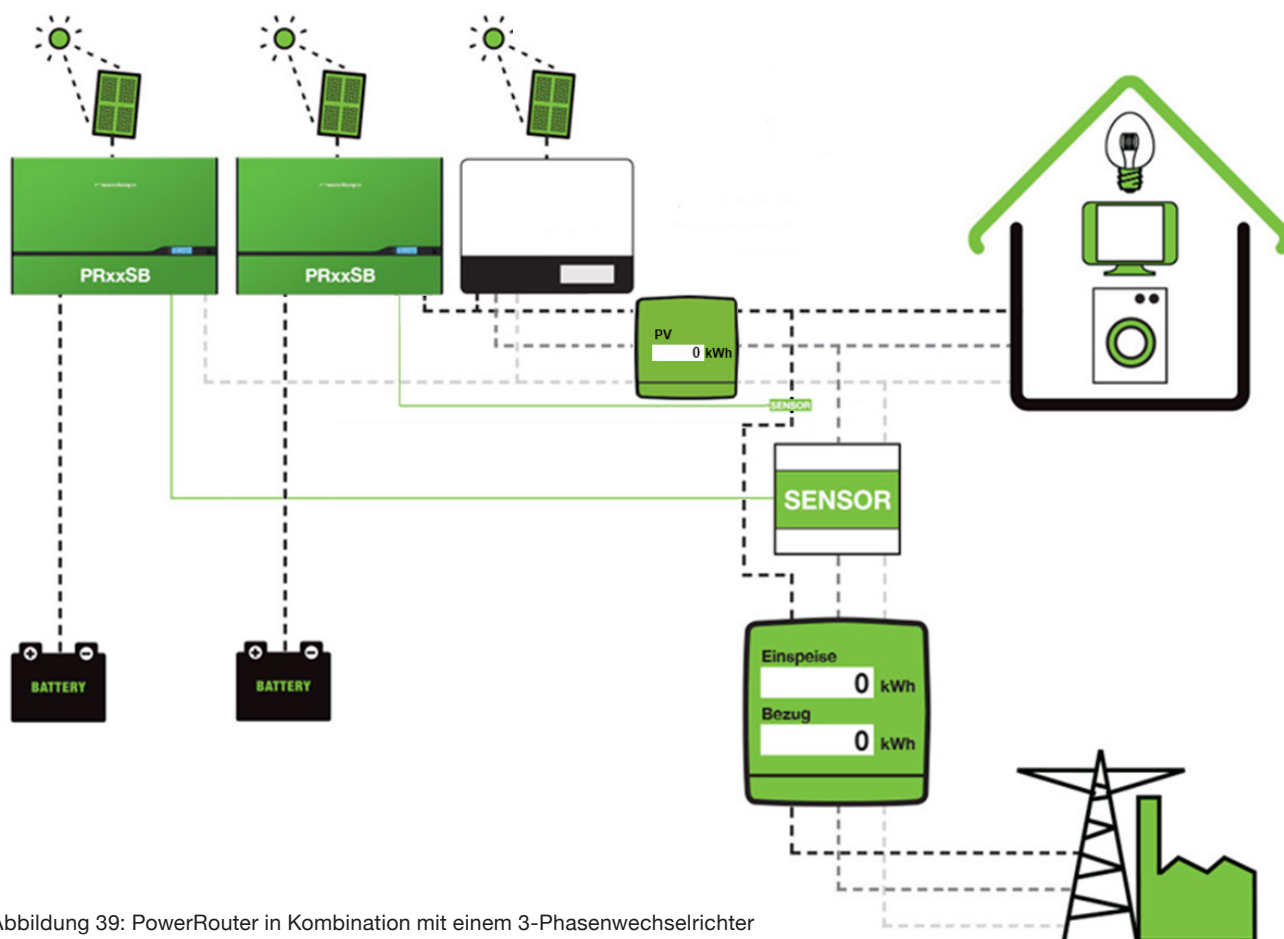 PRxxSB
PRxxSB
PV
0 kWh
SENSOR
SENSOR
BATTERY
BATTERY
Einspeise
0 kWh
Bezug
0 kWh
Abbildung 39: PowerRouter in Kombination mit einem 3-Phasenwechselrichter